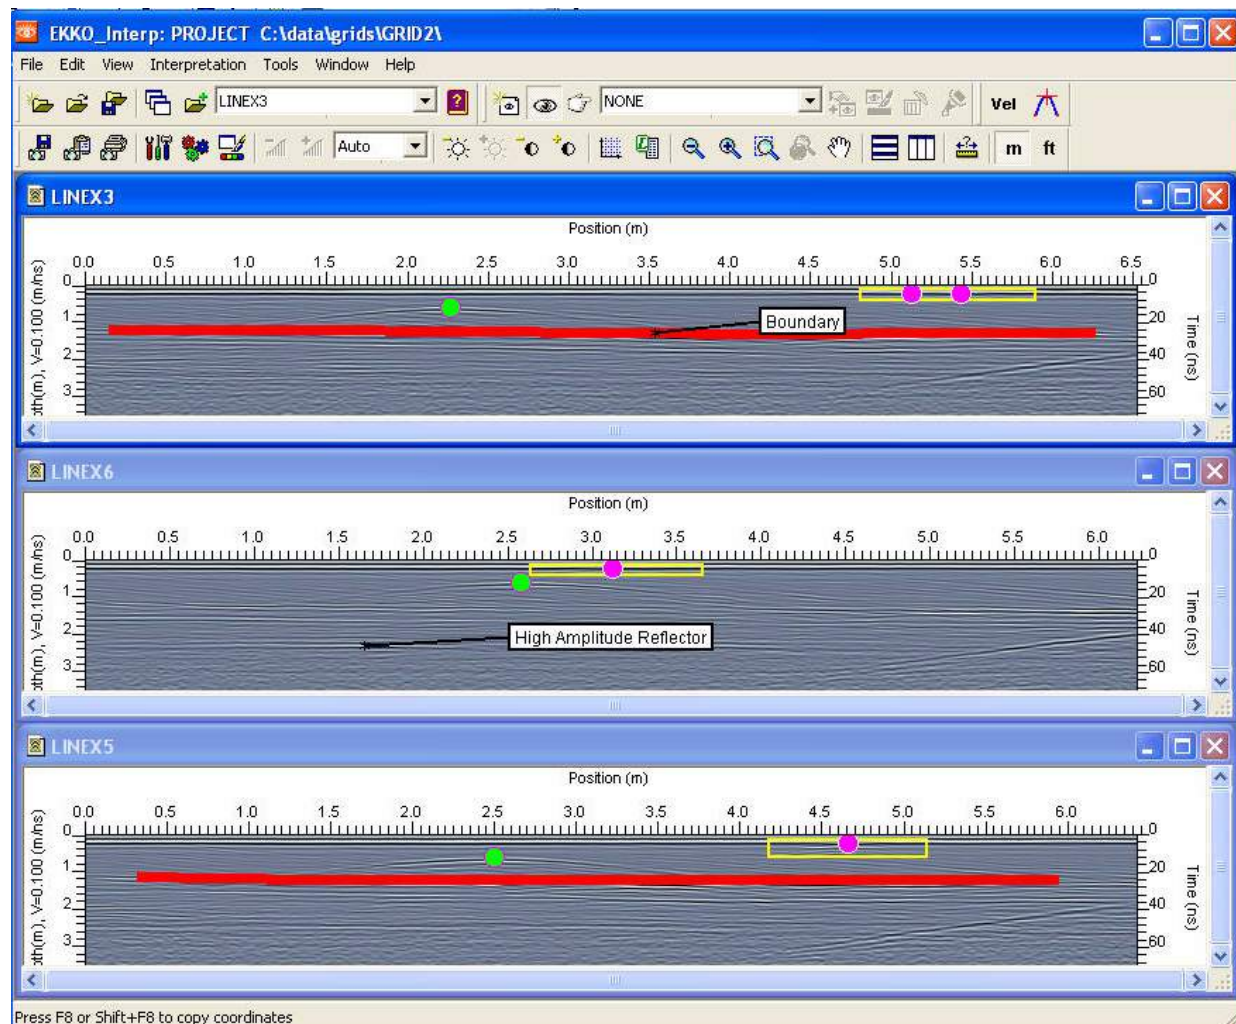 EKKO_Interp: PROJECT C:\data\grids\GRID2\
File Edit View Interpretation Tools Window Help
LINEX3 ? NONE Vel
Auto m ft
LINEX3
Position (m)
0.0 0.5 1.0 1.5 2.0 2.5 3.0 3.5 4.0 4.5 5.0 5.5 6.0 6.5
0 0
1 20
Boundary
2 40
3 60
th(m), V=0.100 (m/ns)
Time (ns)
LINEX6
Position (m)
0.0 0.5 1.0 1.5 2.0 2.5 3.0 3.5 4.0 4.5 5.0 5.5 6.0
0 0
1 20
2 40
High Amplitude Reflector
3 60
th(m), V=0.100 (m/ns)
Time (ns)
LINEX5
Position (m)
0.0 0.5 1.0 1.5 2.0 2.5 3.0 3.5 4.0 4.5 5.0 5.5 6.0
0 0
1 20
2 40
3 60
th(m), V=0.100 (m/ns)
Time (ns)
Press F8 or Shift+F8 to copy coordinates